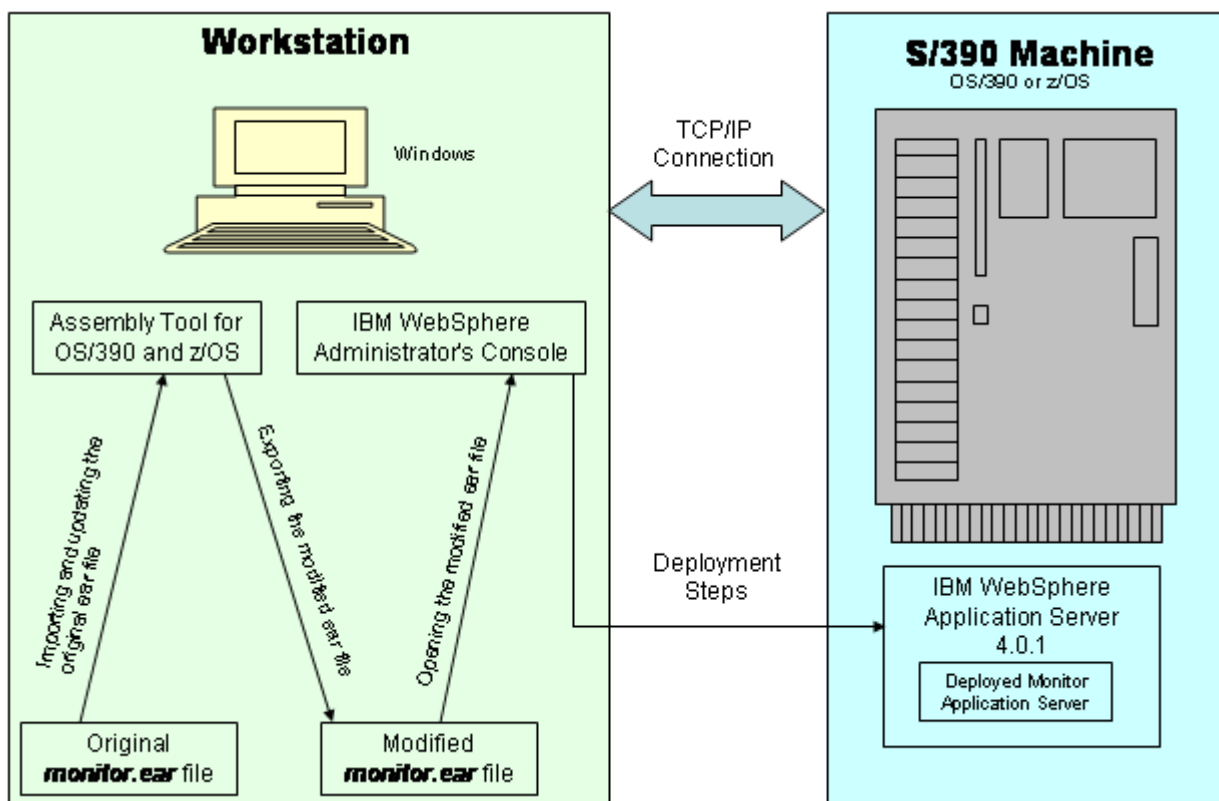 Workstation
Windows
Assembly Tool for
OS/390 and z/OS
IBM WebSphere
Administrator's Console
Importing and updating the
original ear file
Exporting the modified ear file
Opening the modified ear file
Original
monitor.ear file
Modified
monitor.ear file
TCP/IP
Connection
Deployment
Steps
S/390 Machine
OS/390 or z/OS
IBM WebSphere
Application Server
4.0.1
Deployed Monitor
Application Server